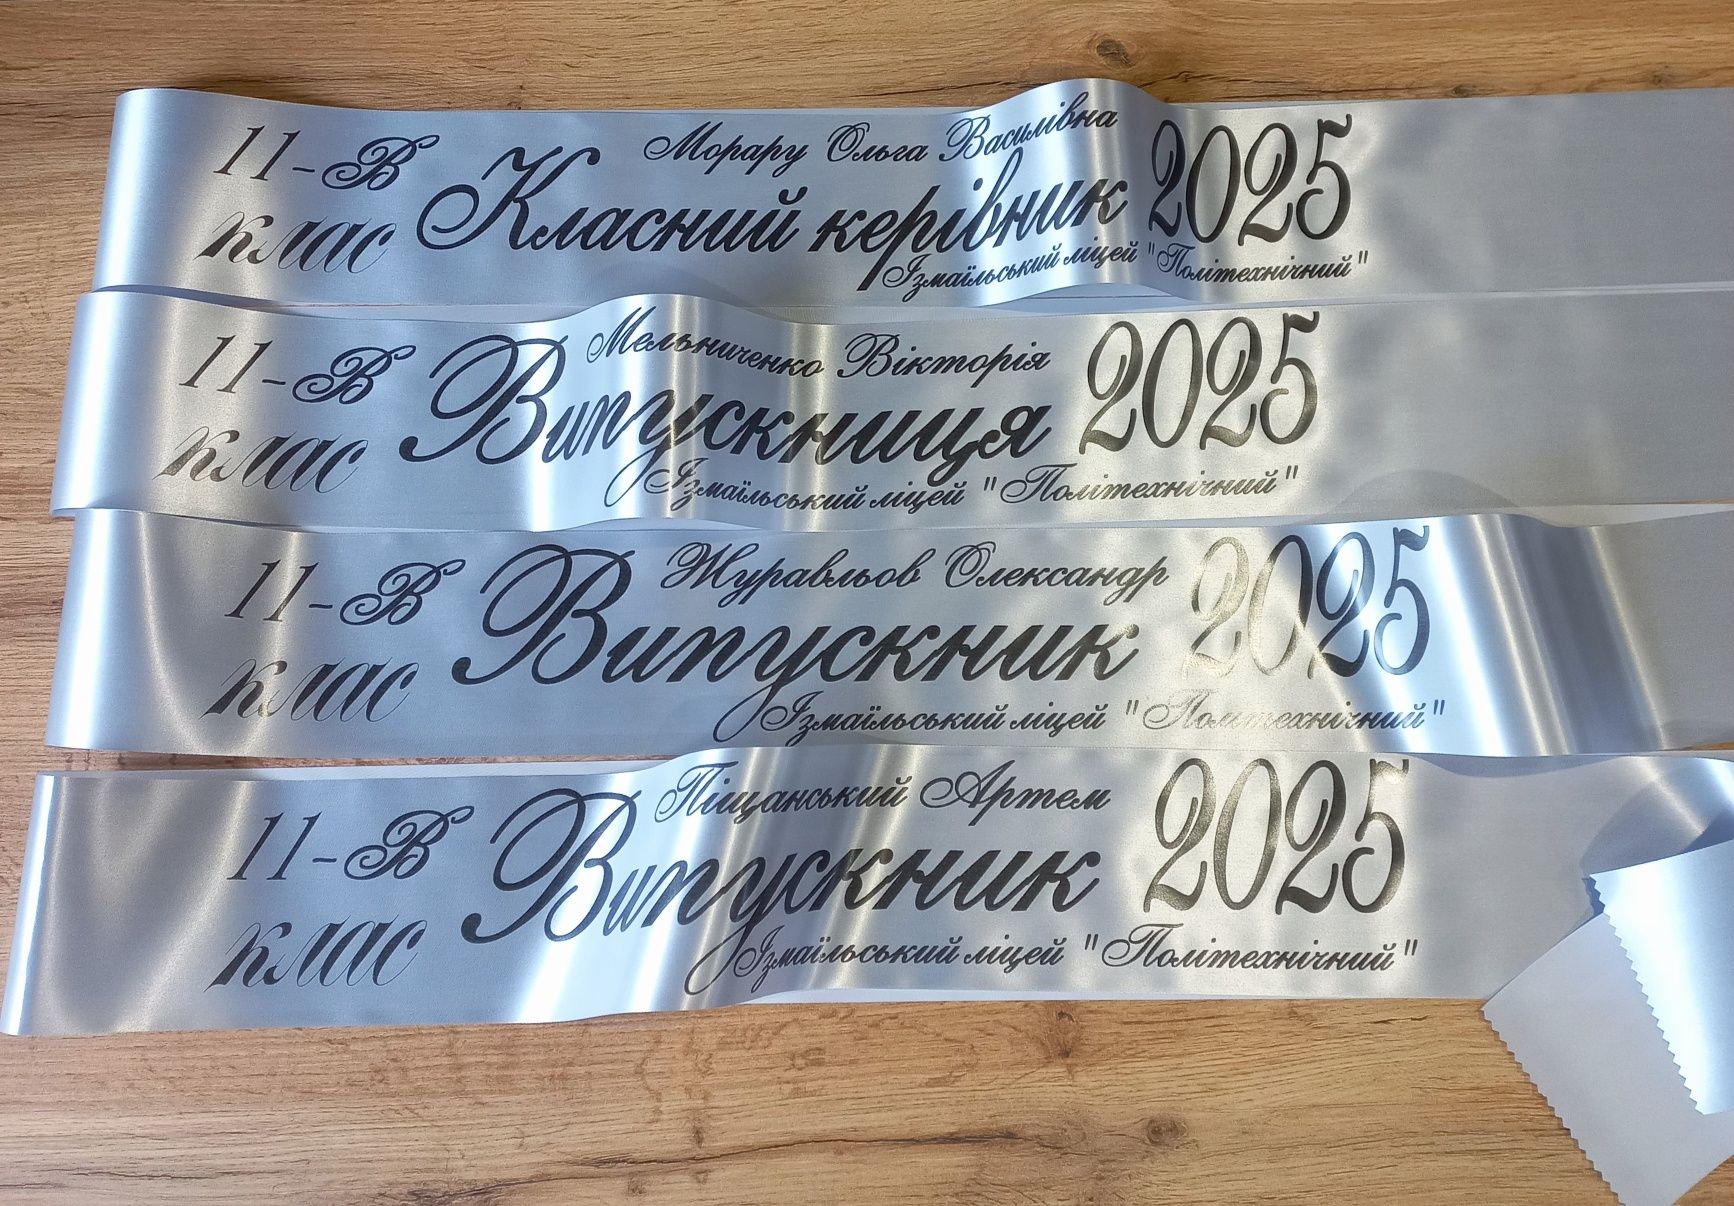 11-В
клас
Морару Ольга Василівна
Класний керівник
Ізмаїльський ліцей "Політехнічний"
2025
11-В
клас
Мельниченко Вікторія
Випускниця
Ізмаїльський ліцей "Політехнічний"
2025
11-В
клас
Журавльов Олександр
Випускник
Ізмаїльський ліцей "Політехнічний"
2025
11-В
клас
Піщанський Артем
Випускник
Ізмаїльський ліцей "Політехнічний"
2025